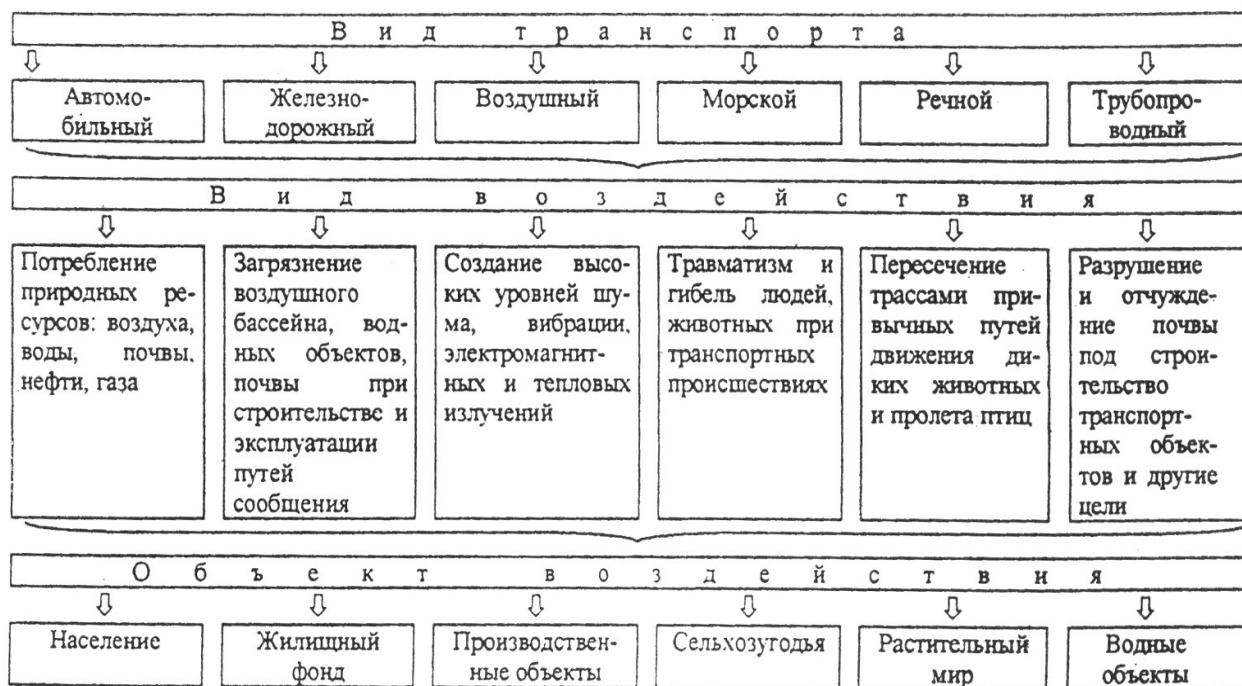 Вид транспорта
Автомо-
бильный
Железно-
дорожный
Воздушный
Морской
Речной
Трубопро-
водный
Вид воздействия
Потребление
природных ре-
сурсов: воздуха,
воды, почвы,
нефти, газа
Загрязнение
воздушного
бассейна, вод-
ных объектов,
почвы при
строительстве и
эксплуатации
путей
сообщения
Создание высо-
ких уровней шу-
ма, вибрации,
электромагнит-
ных и тепловых
излучений
Травматизм и
гибель людей,
животных при
транспортных
происшествиях
Пересечение
трассами при-
вычных путей
движения ди-
ких животных
и пролета птиц
Разрушение
и отчужде-
ние почвы
под строи-
тельство
транспорт-
ных объек-
тов и другие
цели
Объект воздействия
Население
Жилищный
фонд
Производствен-
ные объекты
Сельхозугодья
Растительный
мир
Водные
объекты